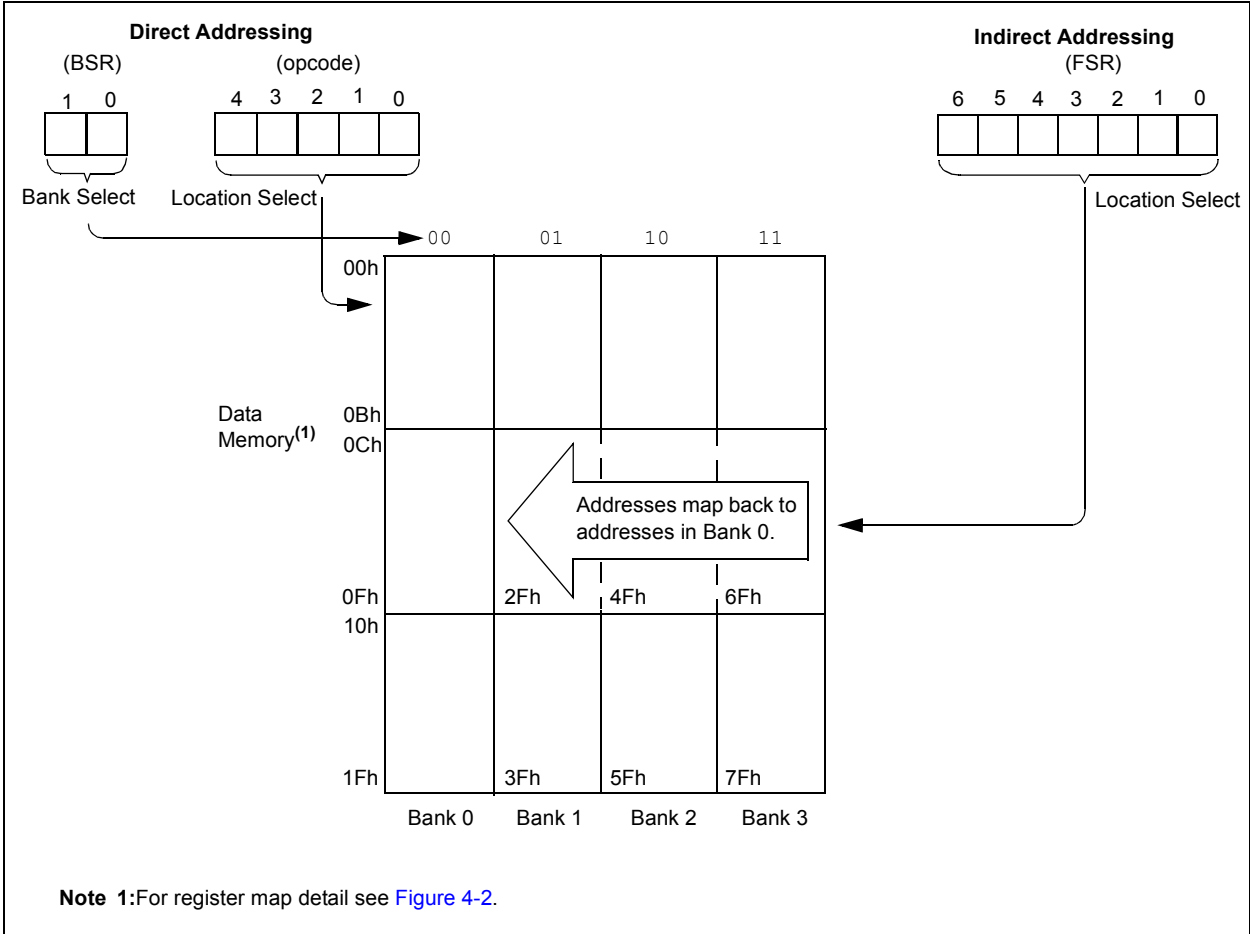 Direct Addressing
(BSR) (opcode)
1 0 4 3 2 1 0
Bank Select Location Select
Indirect Addressing
(FSR)
6 5 4 3 2 1 0
Location Select
00 01 10 11
00h
Data
Memory(1)
0Bh
0Ch
Addresses map back to
addresses in Bank 0.
0Fh 2Fh 4Fh 6Fh
10h
1Fh 3Fh 5Fh 7Fh
Bank 0 Bank 1 Bank 2 Bank 3
Note 1:For register map detail see Figure 4-2.